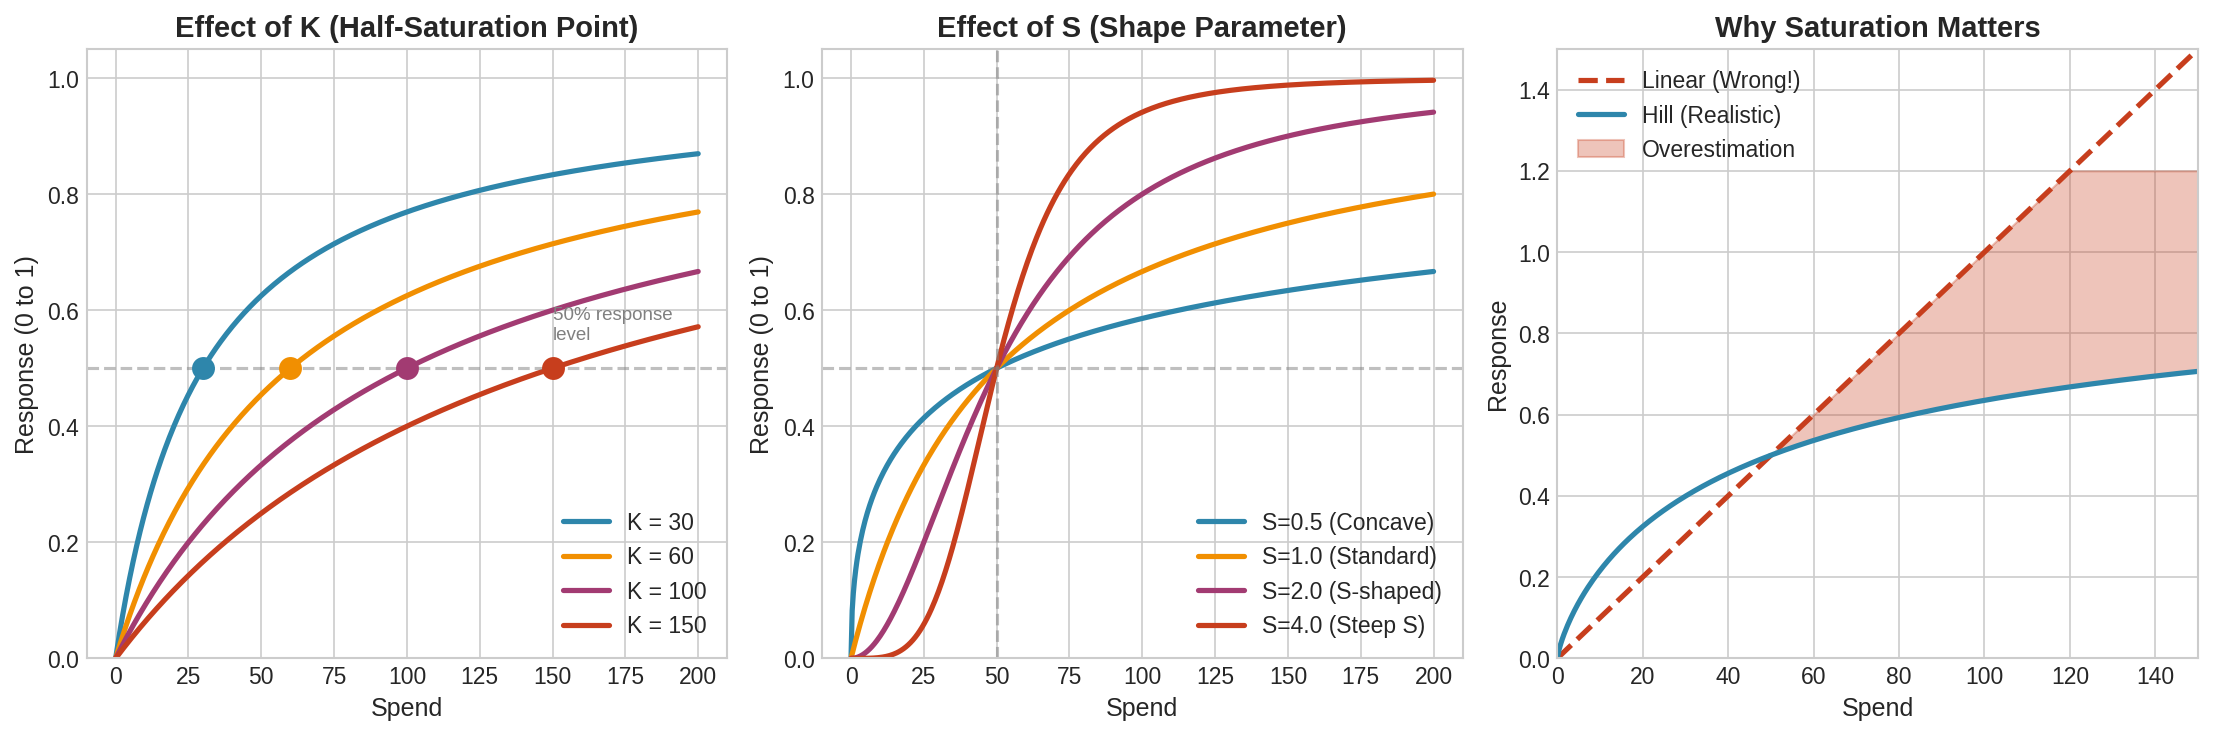 Effect of K (Half-Saturation Point)
Response (0 to 1)
1.0
0.8
0.6
0.4
0.2
0.0
50% response
level
K = 30
K = 60
K = 100
K = 150
0 25 50 75 100 125 150 175 200
Spend
Effect of S (Shape Parameter)
Response (0 to 1)
1.0
0.8
0.6
0.4
0.2
0.0
S=0.5 (Concave)
S=1.0 (Standard)
S=2.0 (S-shaped)
S=4.0 (Steep S)
0 25 50 75 100 125 150 175 200
Spend
Why Saturation Matters
Response
Linear (Wrong!)
Hill (Realistic)
Overestimation
1.4
1.2
1.0
0.8
0.6
0.4
0.2
0.0
0 20 40 60 80 100 120 140
Spend